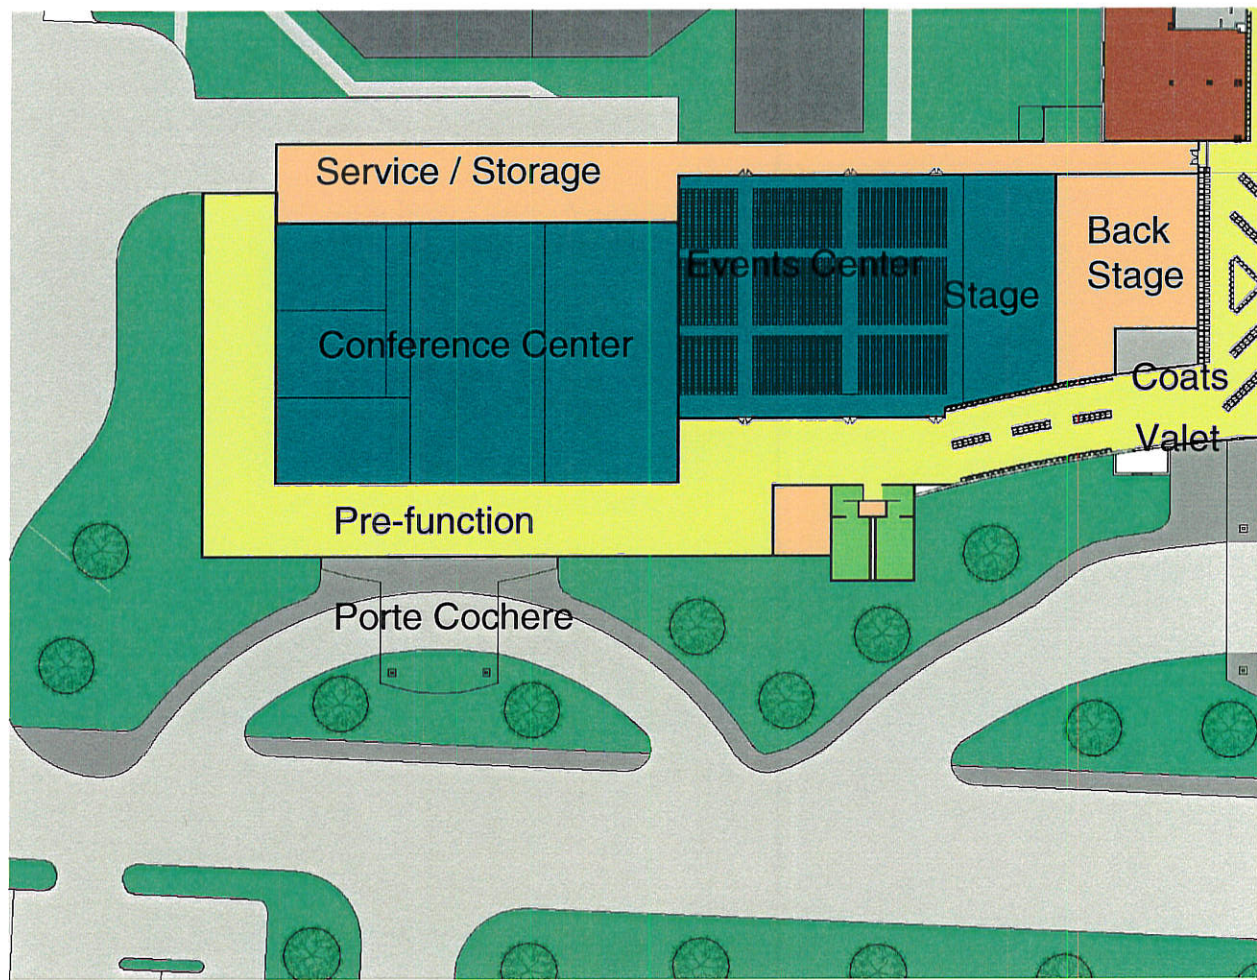 Service / Storage
Back
Stage
Events Center
Stage
Conference Center
Coats
Valet
Pre-function
Porte Cochere